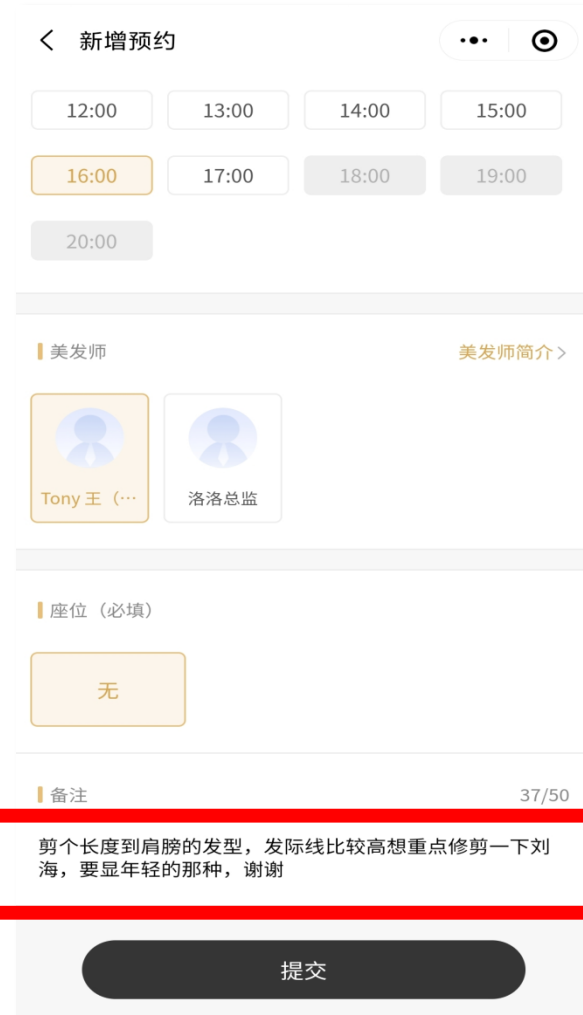 新增预约
12:00 13:00 14:00 15:00
16:00 17:00 18:00 19:00
20:00
美发师 美发师简介
Tony 王（… 洛洛总监
座位（必填）
无
备注 37/50
剪个长度到肩膀的发型，发际线比较高想重点修剪一下刘
海，要显年轻的那种，谢谢
提交